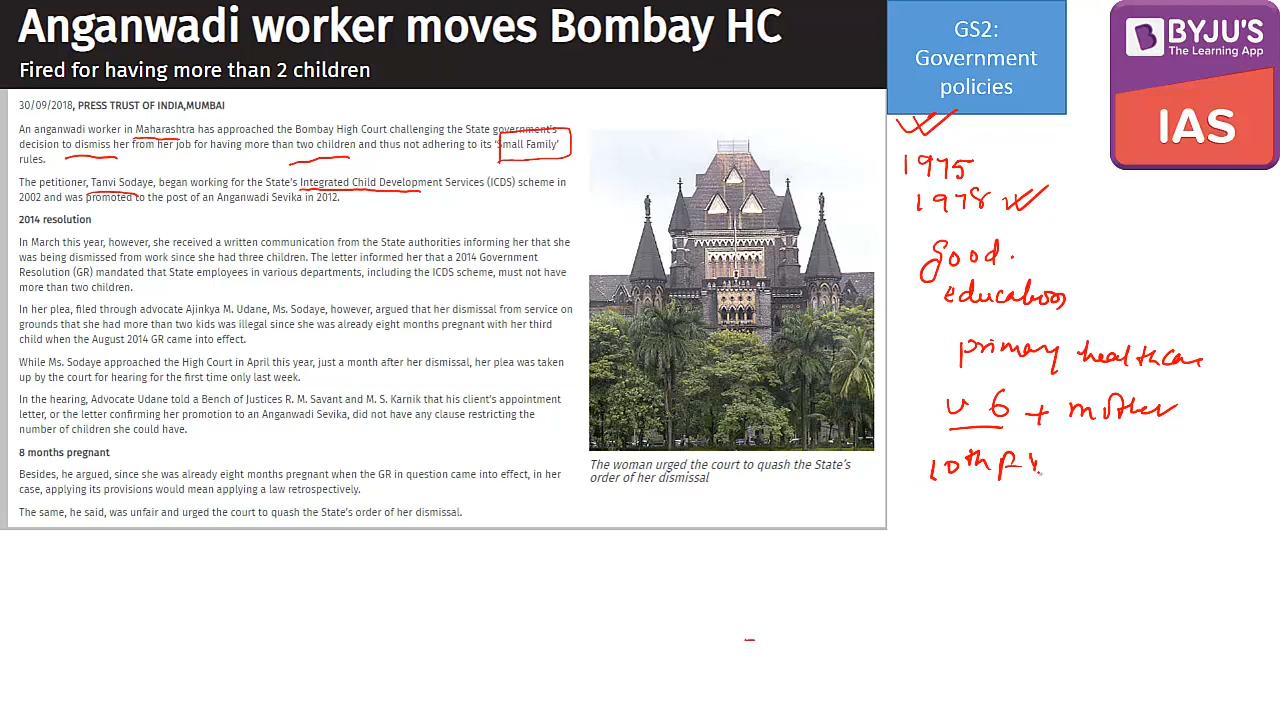 Anganwadi worker moves Bombay HC
Fired for having more than 2 children
30/09/2018, PRESS TRUST OF INDIA,MUMBAI
An anganwadi worker in Maharashtra has approached the Bombay High Court challenging the State government's
decision to dismiss her from her job for having more than two children and thus not adhering to its 'Small Family'
rules.
The petitioner, Tanvi Sodaye, began working for the State's Integrated Child Development Services (ICDS) scheme in
2002 and was promoted to the post of an Anganwadi Sevika in 2012.
2014 resolution
In March this year, however, she received a written communication from the State authorities informing her that she
was being dismissed from work since she had three children. The letter informed her that a 2014 Government
Resolution (GR) mandated that State employees in various departments, including the ICDS scheme, must not have
more than two children.
In her plea, filed through advocate Ajinkya M. Udane, Ms. Sodaye, however, argued that her dismissal from service on
grounds that she had more than two kids was illegal since she was already eight months pregnant with her third
child when the August 2014 GR came into effect.
While Ms. Sodaye approached the High Court in April this year, just a month after her dismissal, her plea was taken
up by the court for hearing for the first time only last week.
In the hearing, Advocate Udane told a Bench of Justices R. M. Savant and M. S. Karnik that his client's appointment
letter, or the letter confirming her promotion to an Anganwadi Sevika, did not have any clause restricting the
number of children she could have.
8 months pregnant
Besides, he argued, since she was already eight months pregnant when the GR in question came into effect, in her
case, applying its provisions would mean applying a law retrospectively.
The same, he said, was unfair and urged the court to quash the State's order of her dismissal.
The woman urged the court to quash the State's
order of her dismissal
GS2:
Government
policies
BYJU'S
The Learning App
IAS
1975
1978
good.
education
primary healthcare
u 6 + mother
10th